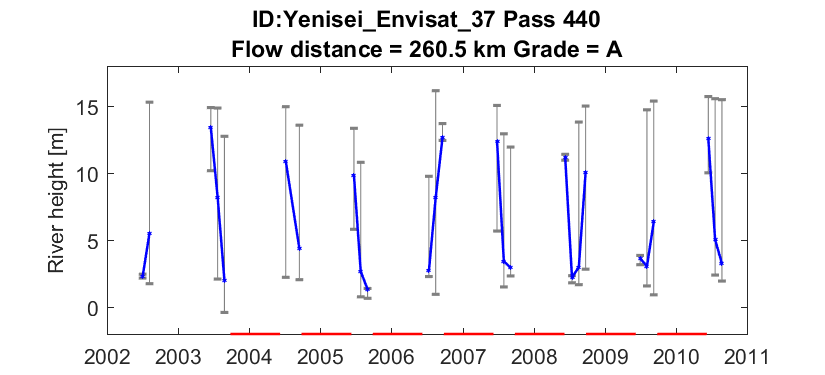 ID:Yenisei_Envisat_37 Pass 440
Flow distance = 260.5 km Grade = A
River height [m]
15
10
5
0
2002 2003 2004 2005 2006 2007 2008 2009 2010 2011